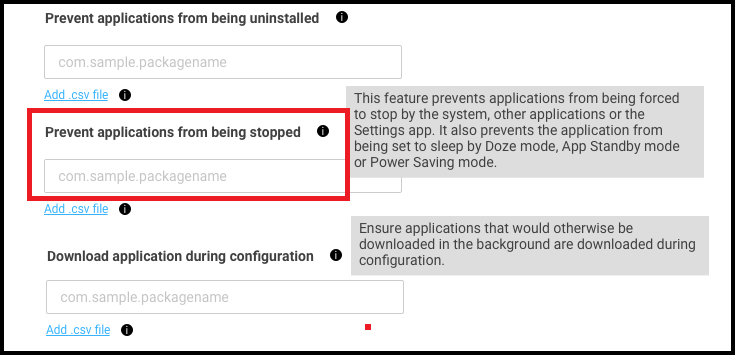 Prevent applications from being uninstalled
com.sample.packagename
Add .csv file
This feature prevents applications from being forced
to stop by the system, other applications or the
Settings app. It also prevents the application from
being set to sleep by Doze mode, App Standby mode
or Power Saving mode.
Prevent applications from being stopped
com.sample.packagename
Add .csv file
Ensure applications that would otherwise be
downloaded in the background are downloaded during
configuration.
Download application during configuration
com.sample.packagename
Add .csv file